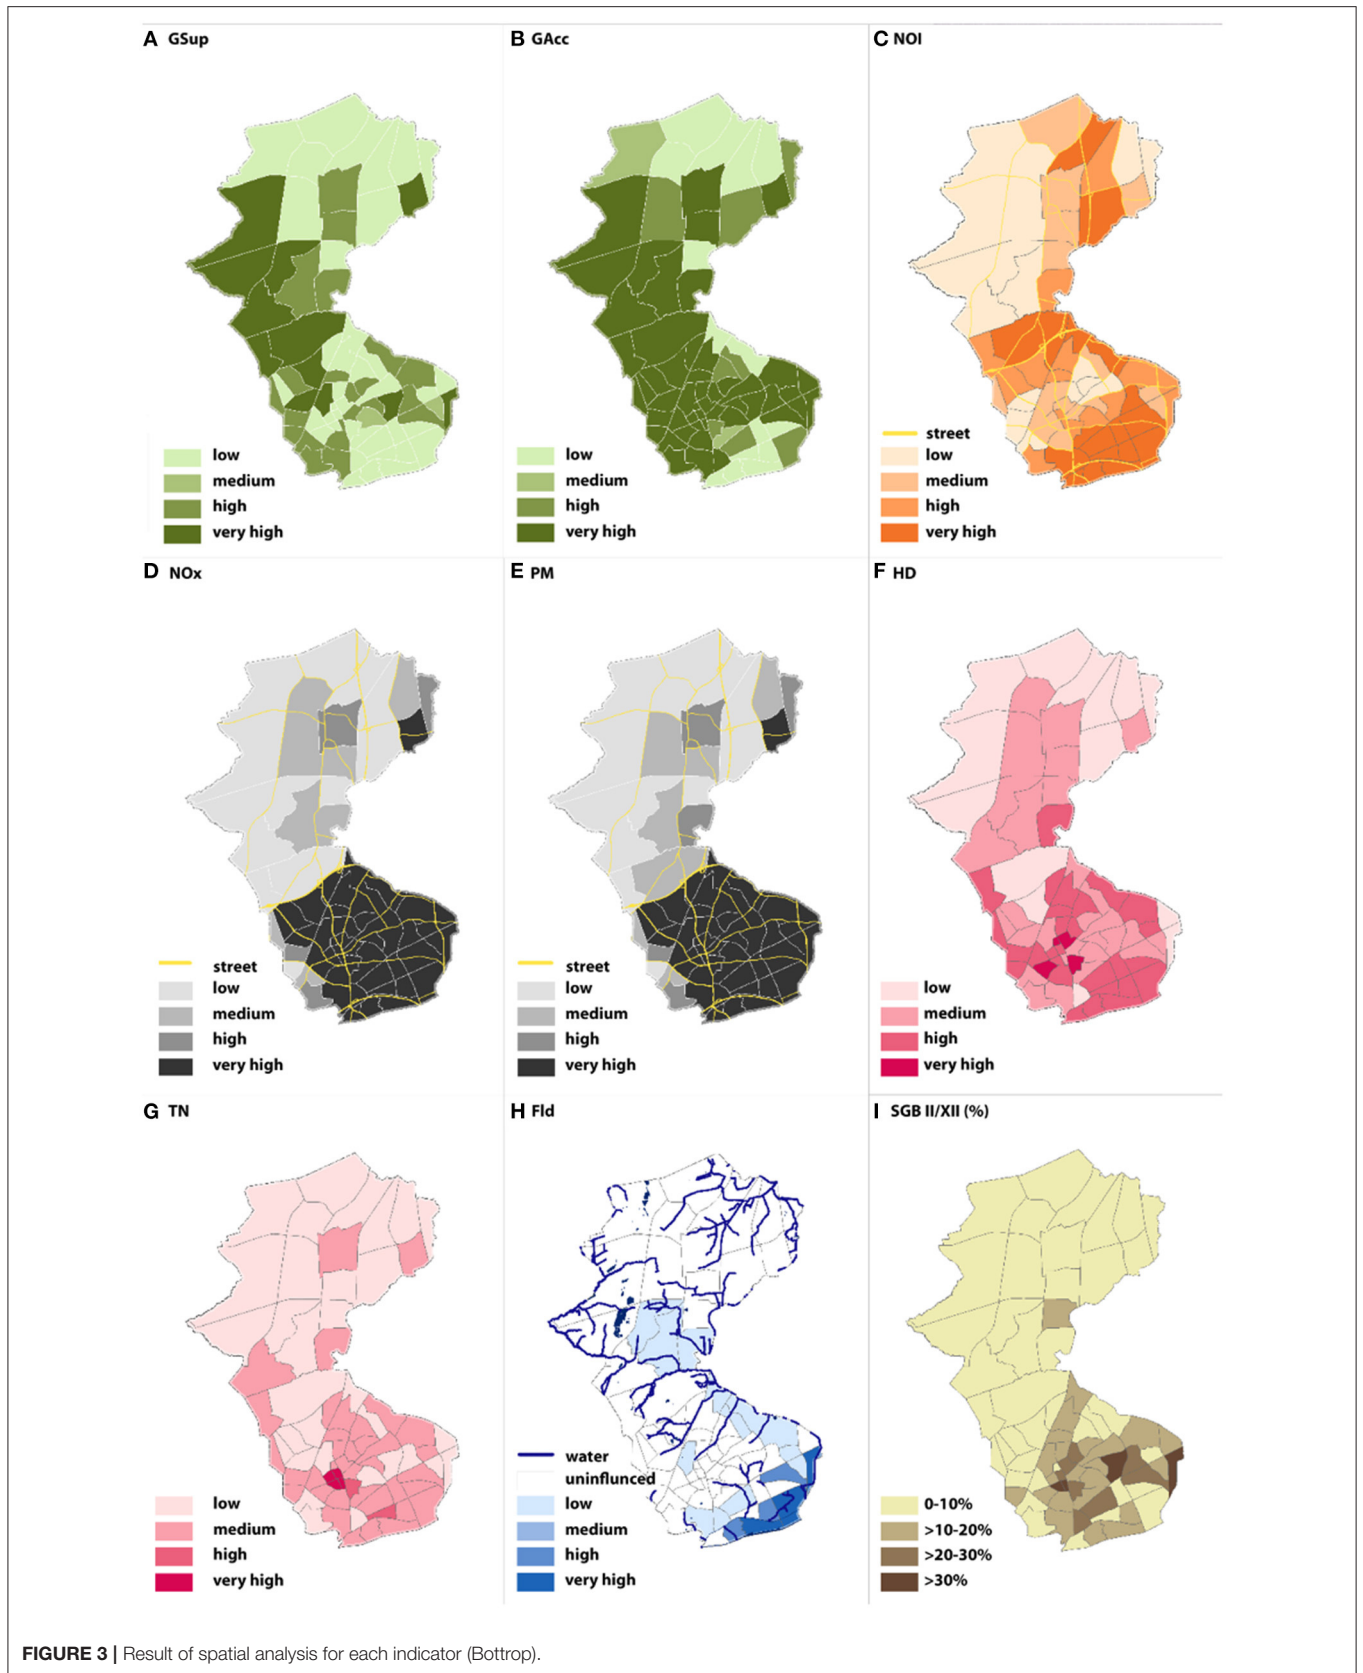 A GSup
B GAcc
C NOI
low
medium
high
very high
low
medium
high
very high
street
low
medium
high
very high
D NOx
E PM
F HD
street
low
medium
high
very high
street
low
medium
high
very high
low
medium
high
very high
G TN
H Fld
I SGB II/XII (%)
low
medium
high
very high
water
uninflunced
low
medium
high
very high
0-10%
>10-20%
>20-30%
>30%
FIGURE 3 | Result of spatial analysis for each indicator (Bottrop).